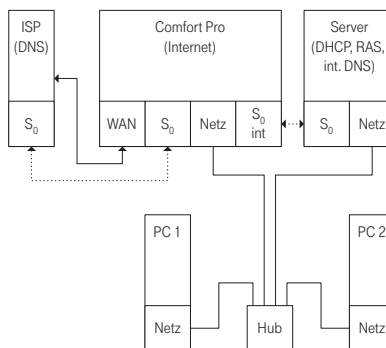 ISP
(DNS)
Comfort Pro
(Internet)
Server
(DHCP, RAS,
int. DNS)
S0
WAN
S0
Netz
S0
int
S0
Netz
PC 1
PC 2
Netz
Hub
Netz